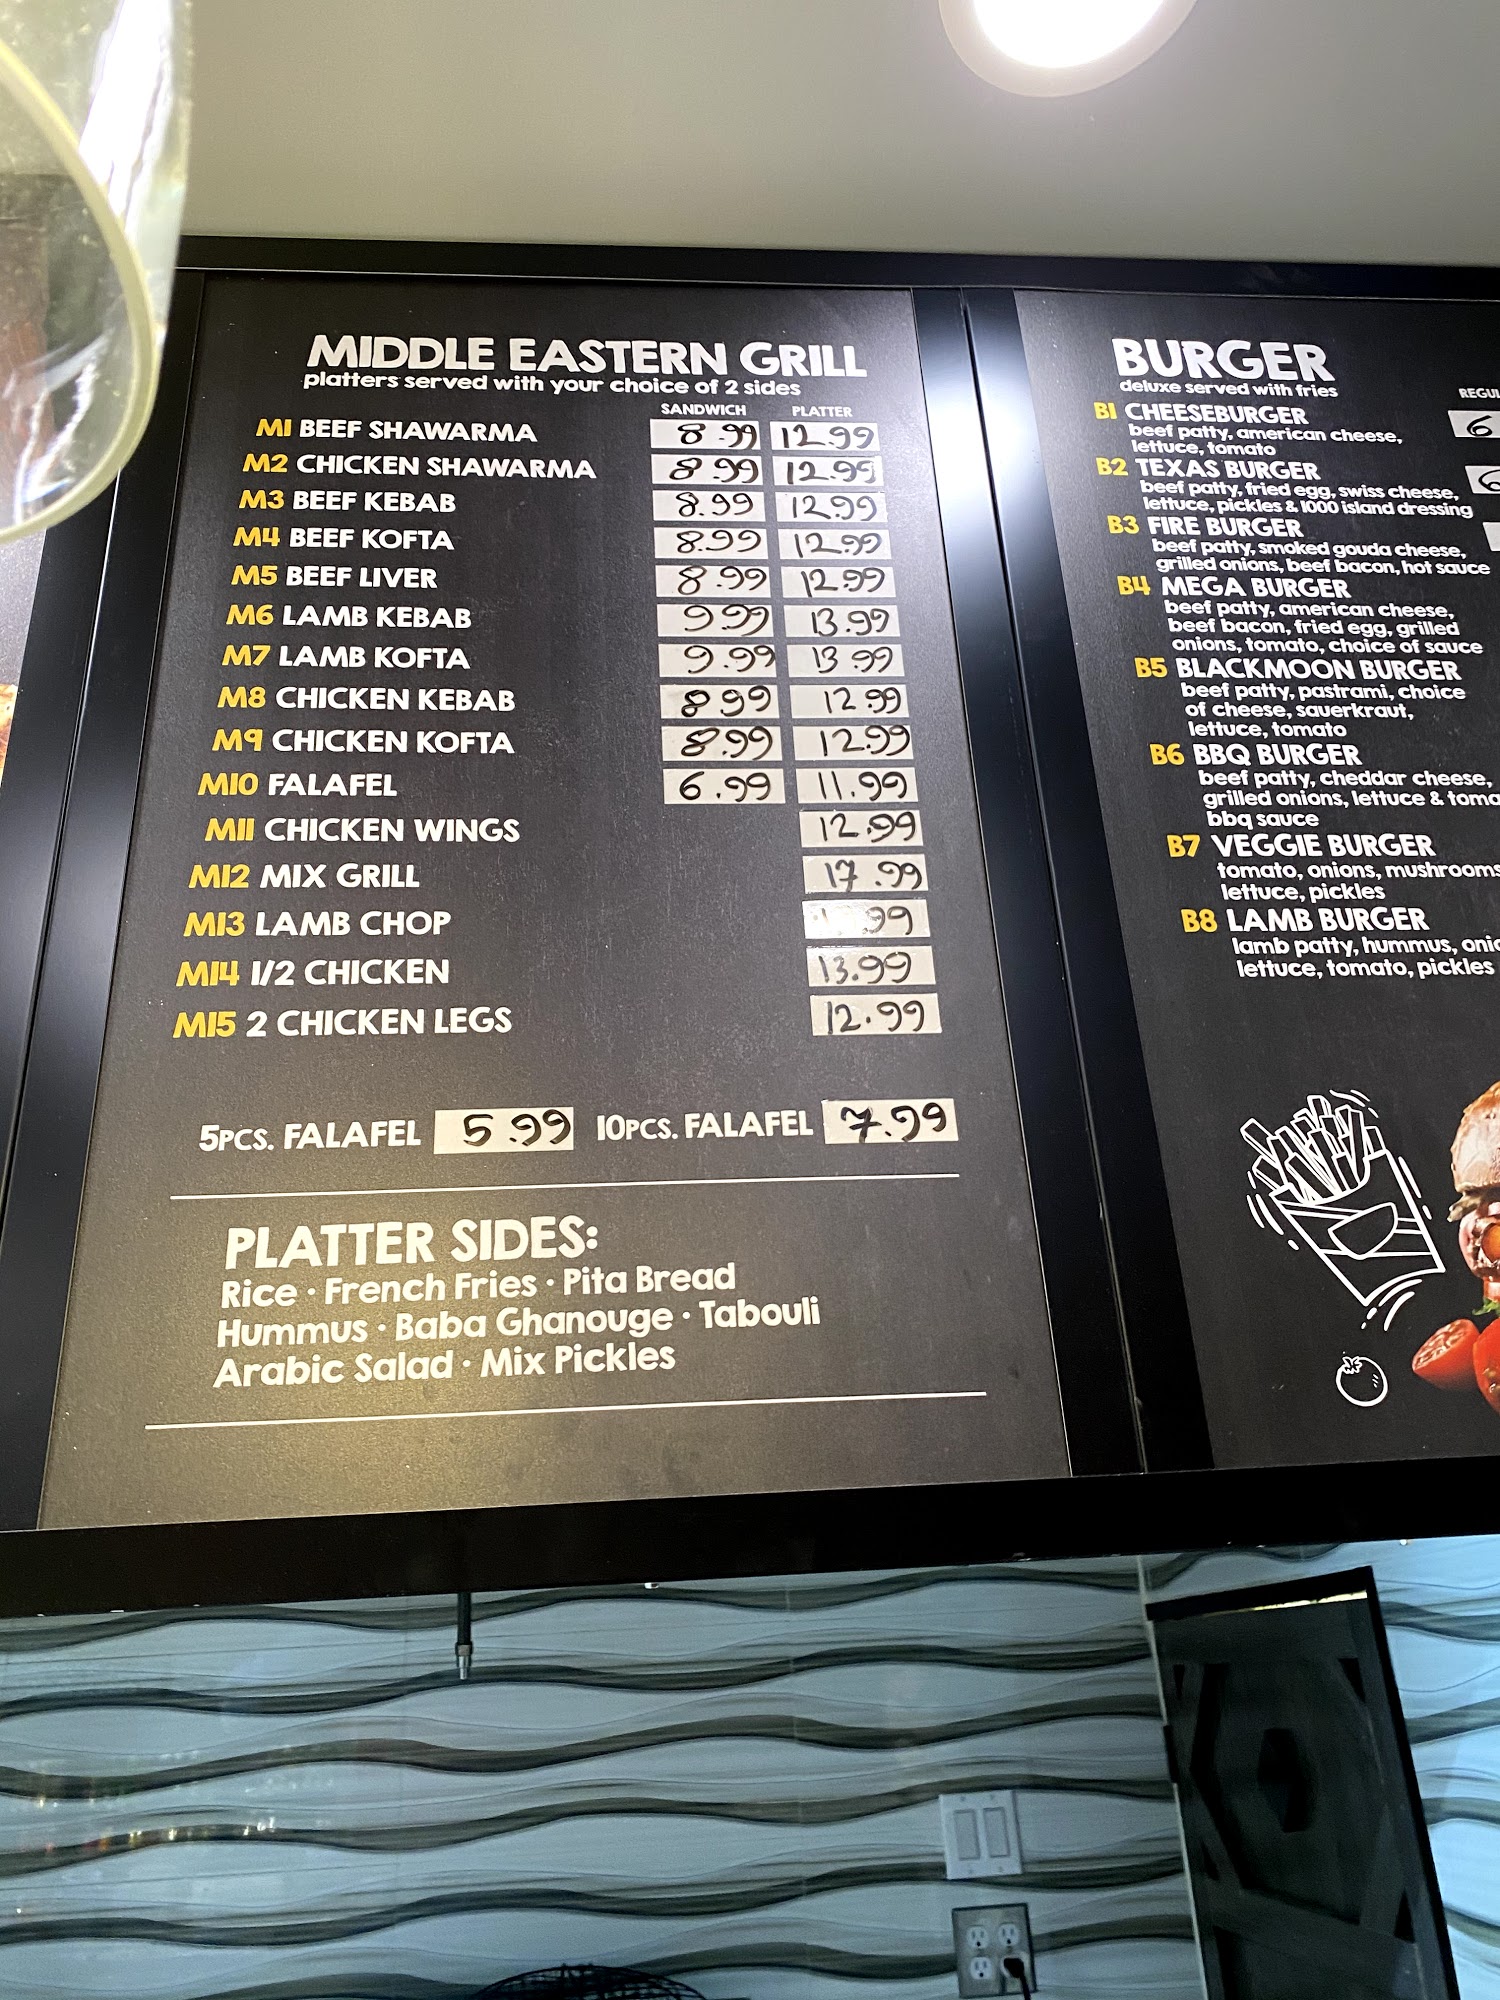 MIDDLE EASTERN GRILL
platters served with your choice of 2 sides
SANDWICH PLATTER
M1 BEEF SHAWARMA 8.99 12.99
M2 CHICKEN SHAWARMA 8.99 12.99
M3 BEEF KEBAB 8.99 12.99
M4 BEEF KOFTA 8.99 12.99
M5 BEEF LIVER 8.99 12.99
M6 LAMB KEBAB 9.99 13.99
M7 LAMB KOFTA 9.99 13 99
M8 CHICKEN KEBAB 8 99 12.99
M9 CHICKEN KOFTA 8.99 12.99
M10 FALAFEL 6.99 11.99
M11 CHICKEN WINGS 12.99
M12 MIX GRILL 17.99
M13 LAMB CHOP
M14 1/2 CHICKEN 13.99
M15 2 CHICKEN LEGS 12.99
5PCS. FALAFEL 5.99 10PCS. FALAFEL 7.99
PLATTER SIDES:
Rice · French Fries · Pita Bread
Hummus · Baba Ghanouge · Tabouli
Arabic Salad · Mix Pickles
BURGER
deluxe served with fries
B1 CHEESEBURGER 6
beef patty, american cheese,
lettuce, tomato
B2 TEXAS BURGER
beef patty, fried egg, swiss cheese,
lettuce, pickles & 1000 island dressing
B3 FIRE BURGER
beef patty, smoked gouda cheese,
grilled onions, beef bacon, hot sauce
B4 MEGA BURGER
beef patty, american cheese,
beef bacon, fried egg, grilled
onions, tomato, choice of sauce
B5 BLACKMOON BURGER
beef patty, pastrami, choice
of cheese, sauerkraut,
lettuce, tomato
B6 BBQ BURGER
beef patty, cheddar cheese,
grilled onions, lettuce &
bbq sauce
B7 VEGGIE BURGER
tomato, onions, mushrooms
lettuce, pickles
B8 LAMB BURGER
lamb patty, hummus,
lettuce, tomato, pickles